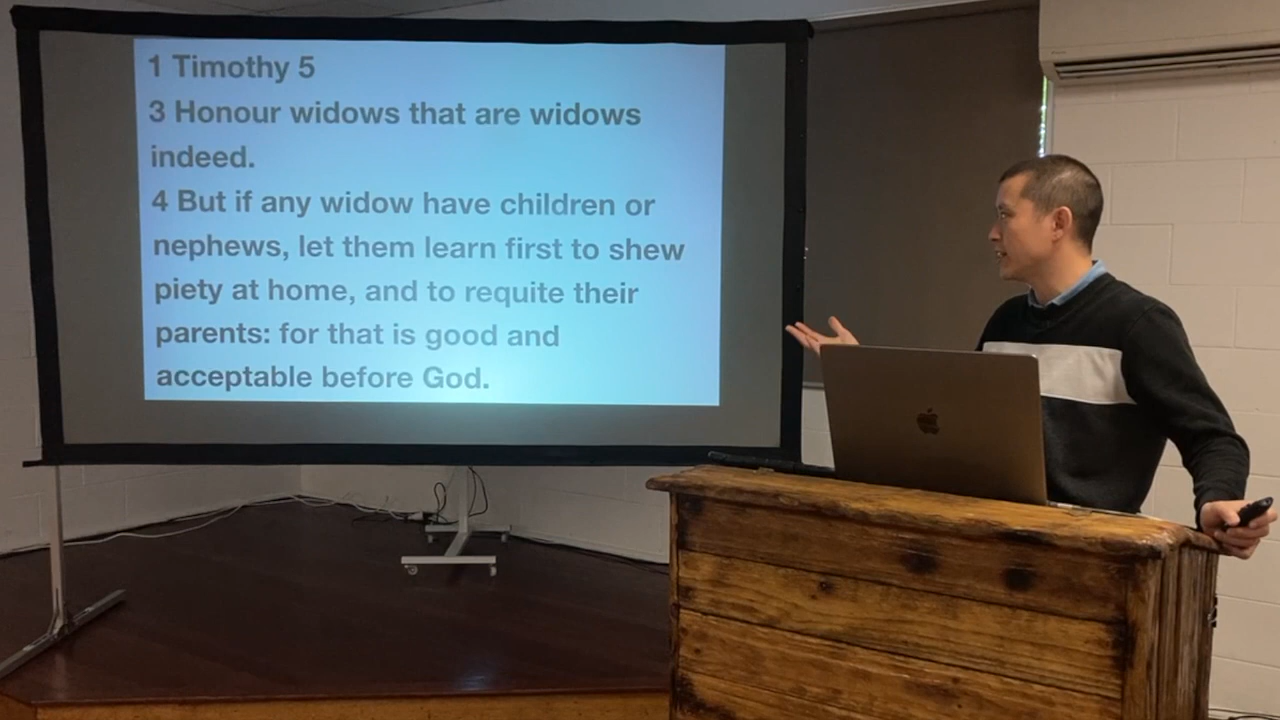 1 Timothy 5
3 Honour widows that are widows
indeed.
4 But if any widow have children or
nephews, let them learn first to shew
piety at home, and to requite their
parents: for that is good and
acceptable before God.